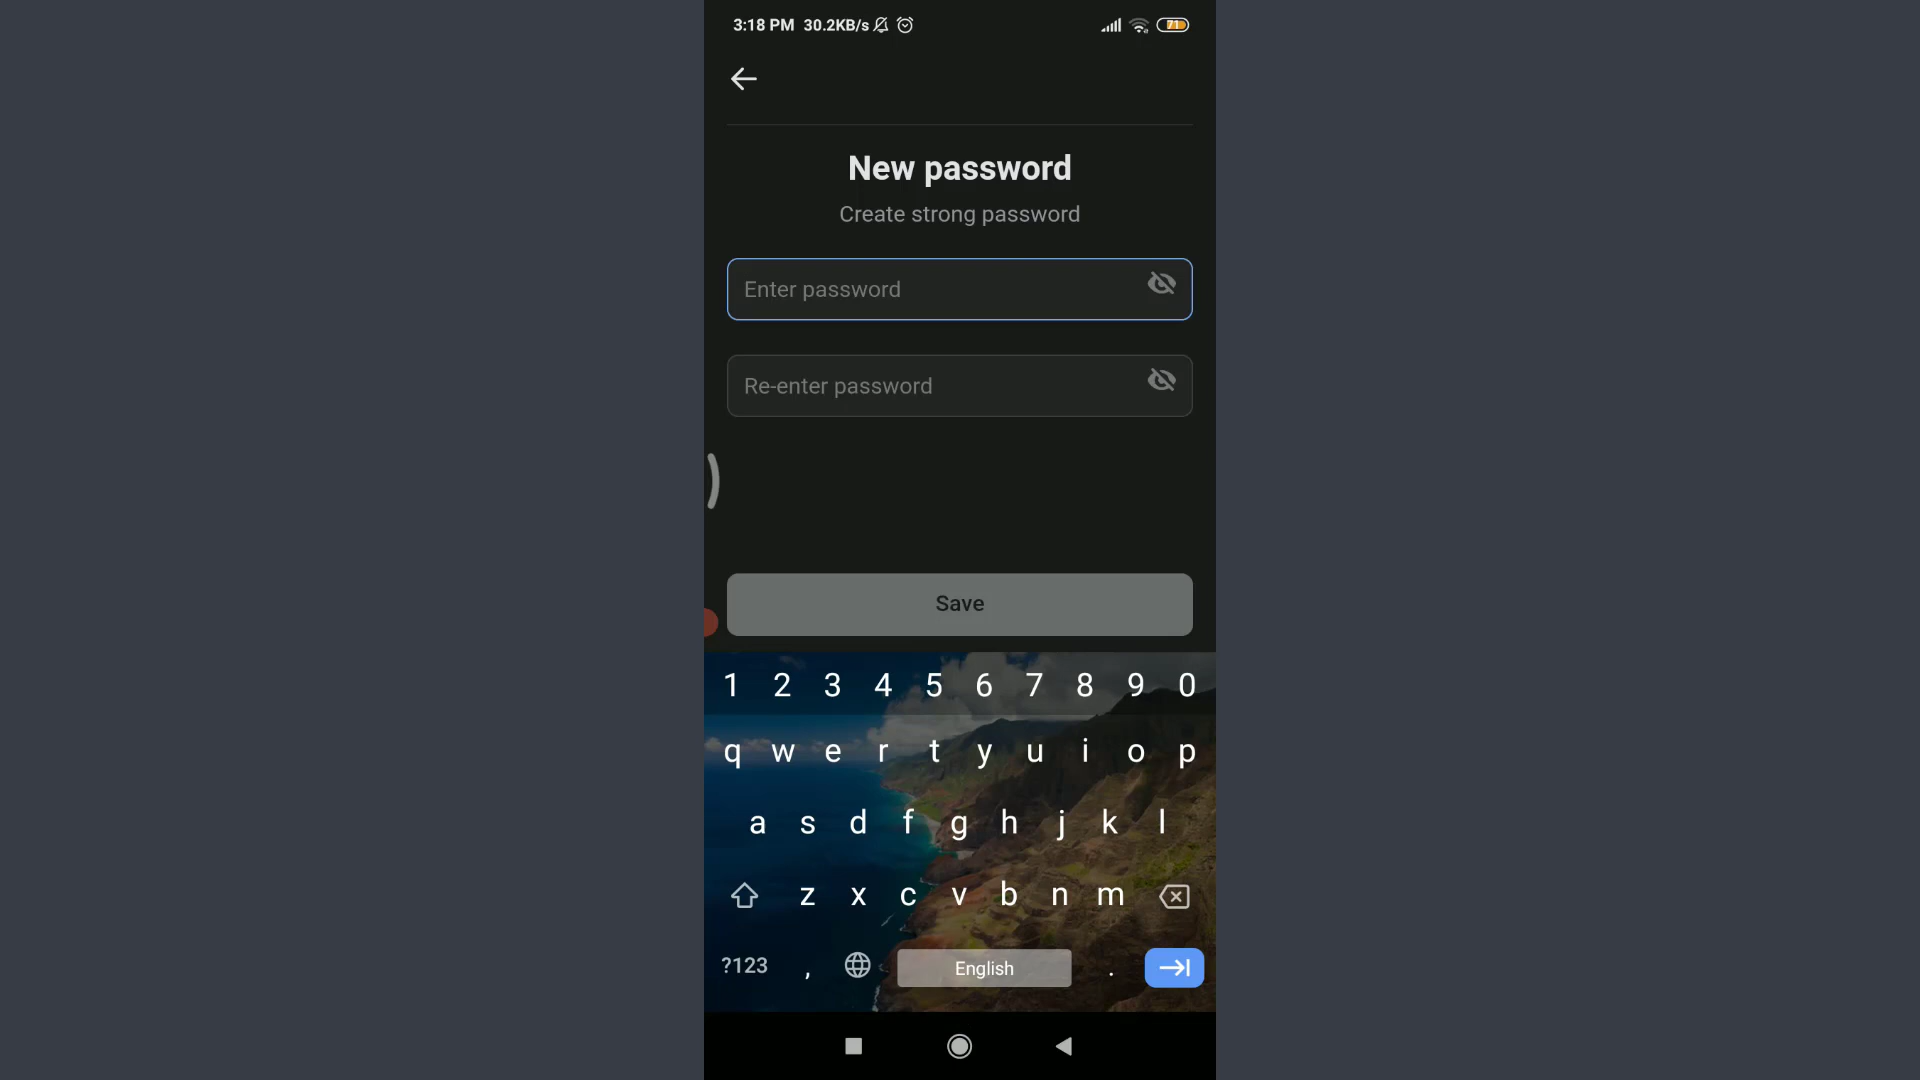 3:18 PM 30.2KB/s 71
New password
Create strong password
Enter password
Re-enter password
Save
1 2 3 4 5 6 7 8 9 0
q w e r t y u i o p
a s d f g h j k l
z x c v b n m
?123 , English .